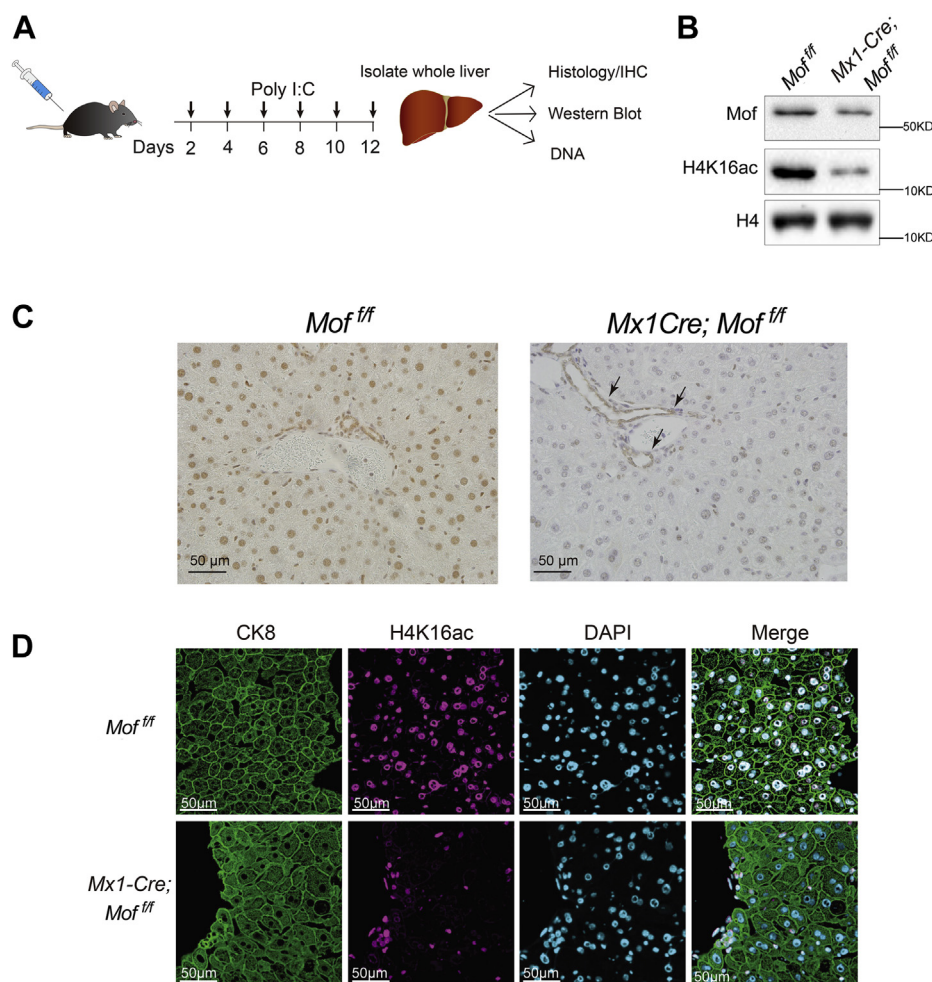 A
Poly I:C
Days 2 4 6 8 10 12
Isolate whole liver
Histology/IHC
Western Blot
DNA
B
Mof f/f
Mx1-Cre;
Mof f/f
Mof
50KD
H4K16ac
10KD
H4
10KD
C
Mof f/f
Mx1Cre; Mof f/f
50 µm
50 µm
D
CK8 H4K16ac DAPI Merge
Mof f/f
50µm 50µm 50µm 50µm
Mx1-Cre;
Mof f/f
50µm 50µm 50µm 50µm